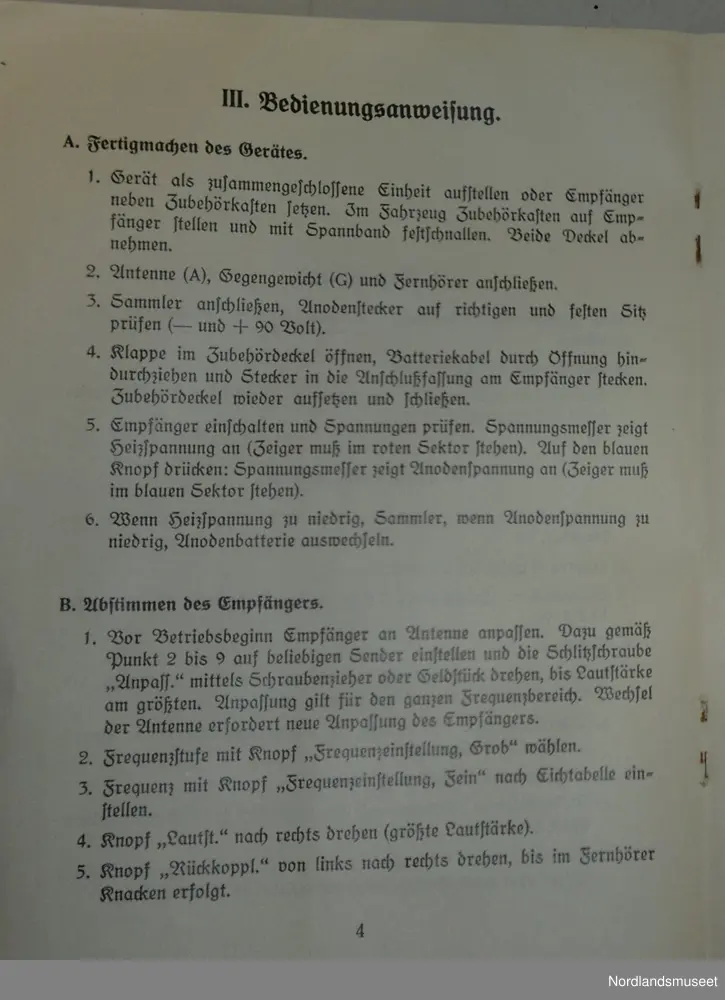 III. Bedienungsanweisung.
A. Fertigmachen des Gerätes.
1. Gerät als zusammengeschlossene Einheit aufstellen oder Empfänger
neben Zubehörkasten setzen. Im Fahrzeug Zubehörkasten auf Emp-
fänger stellen und mit Spannband festschnallen. Beide Deckel ab-
nehmen.
2. Antenne (A), Gegengewicht (G) und Fernhörer anschließen.
3. Sammler anschließen, Anodenstecker auf richtigen und festen Sitz
prüfen (— und + 90 Volt).
4. Klappe im Zubehördeckel öffnen, Batteriekabel durch Öffnung hin-
durchziehen und Stecker in die Anschlußfassung am Empfänger stecken.
Zubehördeckel wieder aufsetzen und schließen.
5. Empfänger einschalten und Spannungen prüfen. Spannungsmesser zeigt
Heizspannung an (Zeiger muß im roten Sektor stehen). Auf den blauen
Knopf drücken: Spannungsmesser zeigt Anodenspannung an (Zeiger muß
im blauen Sektor stehen).
6. Wenn Heizspannung zu niedrig, Sammler, wenn Anodenspannung zu
niedrig, Anodenbatterie auswechseln.
B. Abstimmen des Empfängers.
1. Vor Betriebsbeginn Empfänger an Antenne anpassen. Dazu gemäß
Punkt 2 bis 9 auf beliebigen Sender einstellen und die Schlitzschraube
„Anpass.“ mittels Schraubenzieher oder Geldstück drehen, bis Lautstärke
am größten. Anpassung gilt für den ganzen Frequenzbereich. Wechsel
der Antenne erfordert neue Anpassung des Empfängers.
2. Frequenzstufe mit Knopf „Frequenzeinstellung, Grob“ wählen.
3. Frequenz mit Knopf „Frequenzeinstellung, Fein“ nach Eichtabelle ein-
stellen.
4. Knopf „Lautst.“ nach rechts drehen (größte Lautstärke).
5. Knopf „Rückkoppl.“ von links nach rechts drehen, bis im Fernhörer
Knacken erfolgt.
4
Nordlandsmuseet